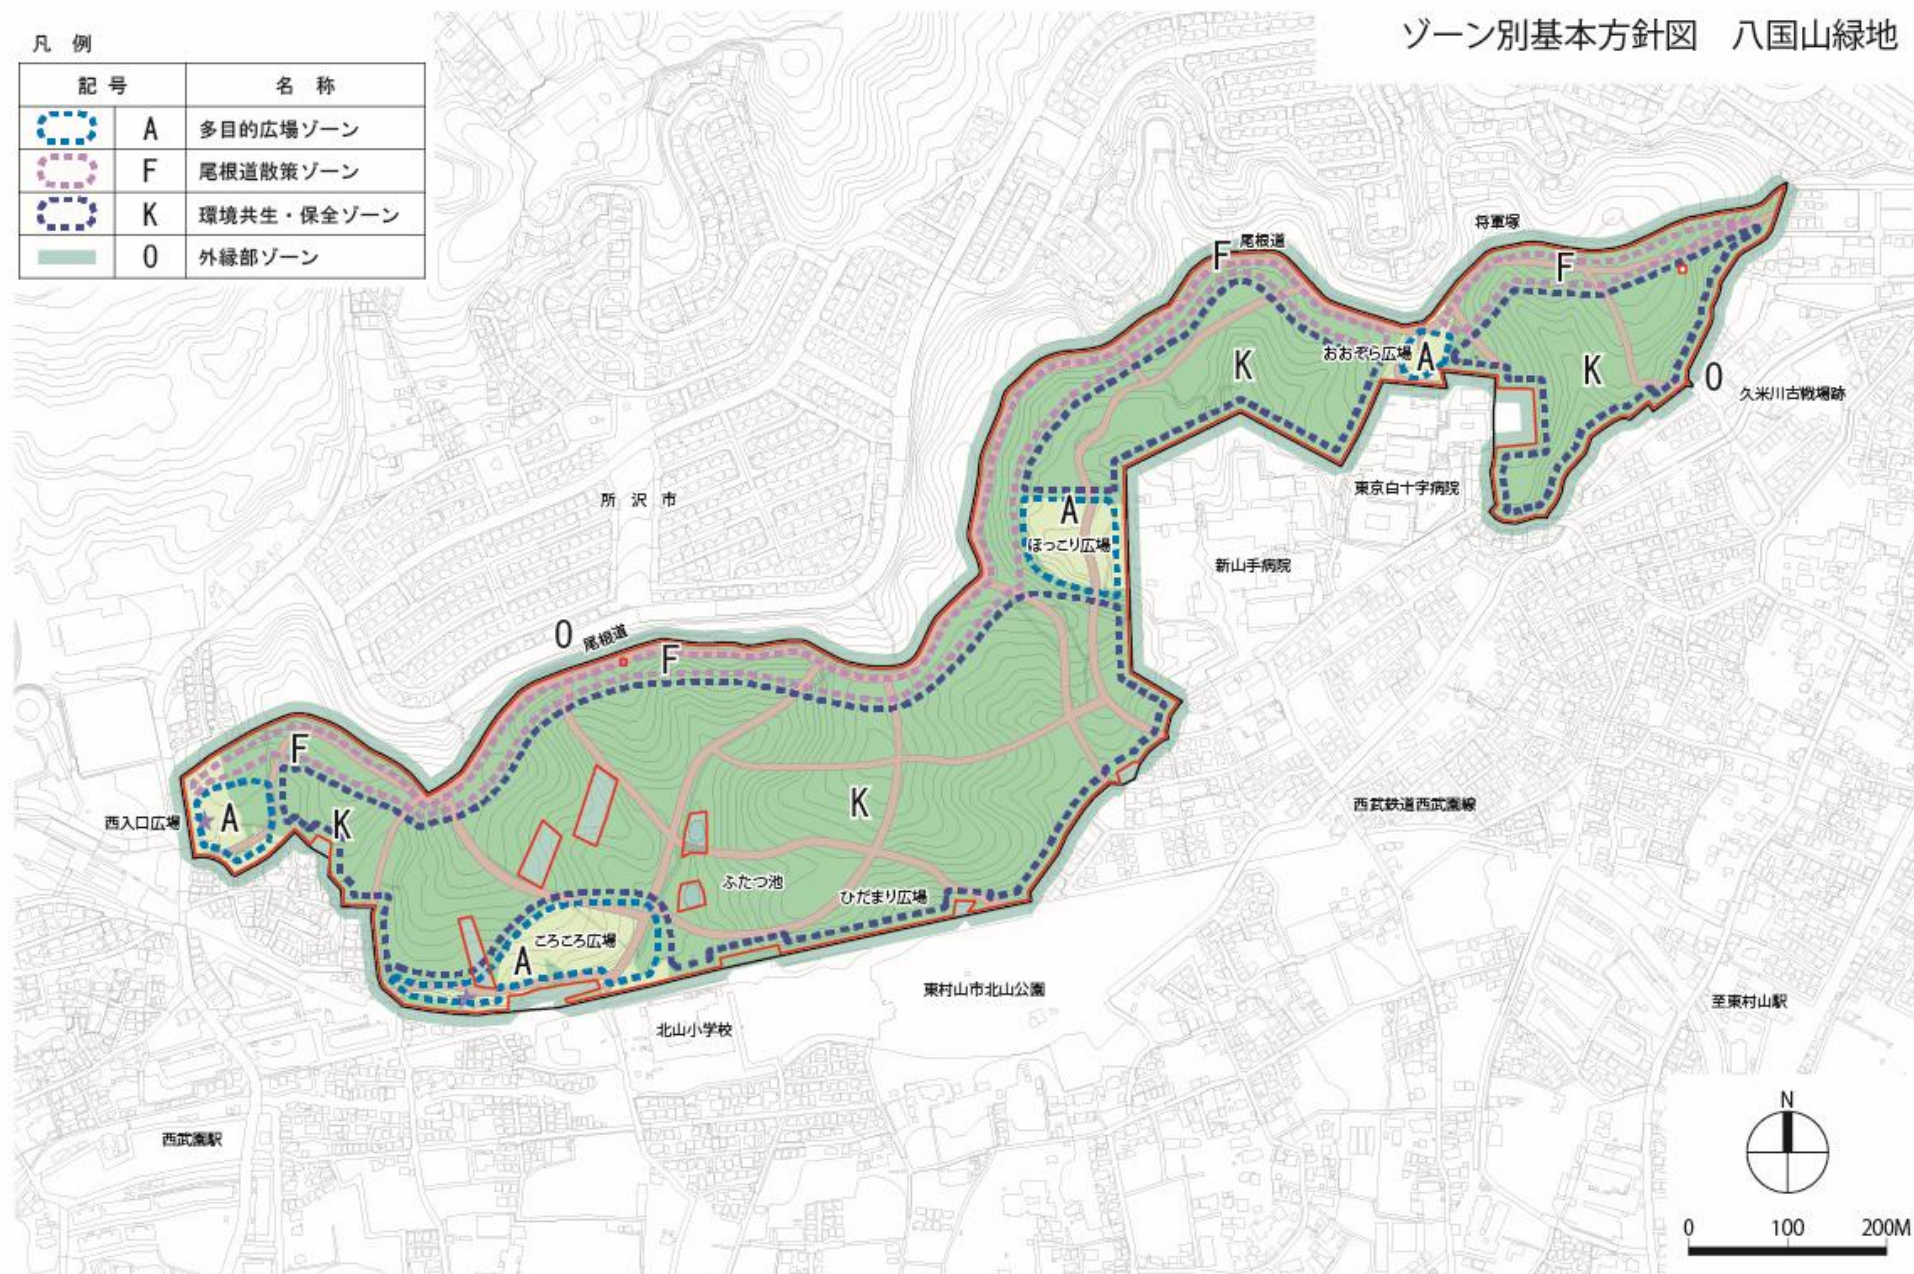 ゾーン別基本方針図 八国山緑地
凡 例
記 号 名 称
A 多目的広場ゾーン
F 尾根道散策ゾーン
K 環境共生・保全ゾーン
O 外縁部ゾーン
将軍塚
F 尾根道
F
おおぞら広場 A
K
K
O
久米川古戦場跡
東京白十字病院
所 沢 市
A
ほっこり広場
新山手病院
O 尾根道
F
F
西入口広場 A
K
K
西武鉄道西武園線
ふたつ池
ひだまり広場
ころころ広場
A
東村山市北山公園
至東村山駅
北山小学校
西武園駅
N
0 100 200M